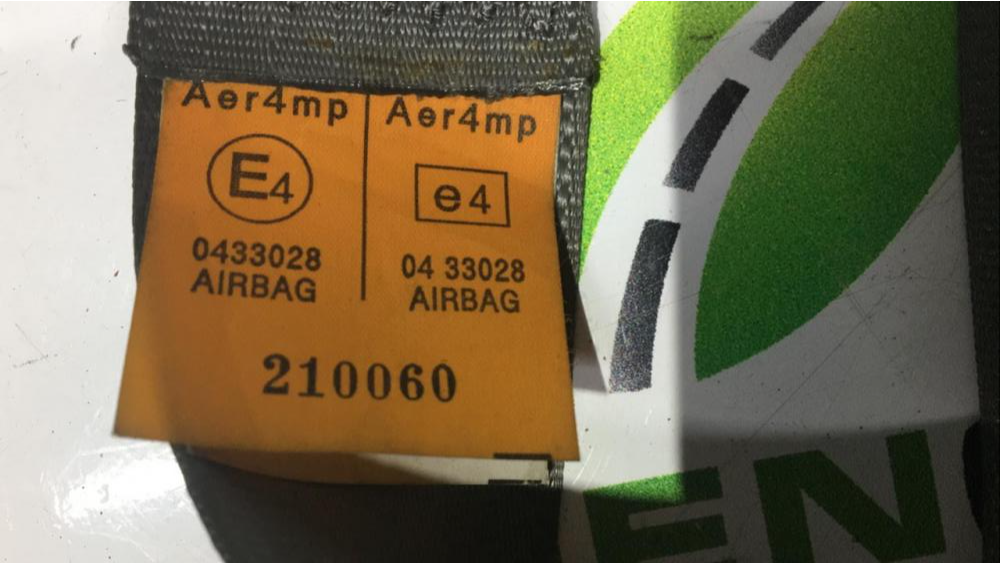 Aer4mp
E4
0433028
AIRBAG
Aer4mp
e4
04 33028
AIRBAG
210060
EN